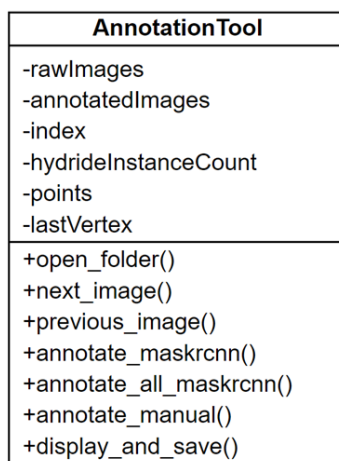 AnnotationTool
-rawImages
-annotatedImages
-index
-hydrideInstanceCount
-points
-lastVertex
+open_folder()
+next_image()
+previous_image()
+annotate_maskrcnn()
+annotate_all_maskrcnn()
+annotate_manual()
+display_and_save()